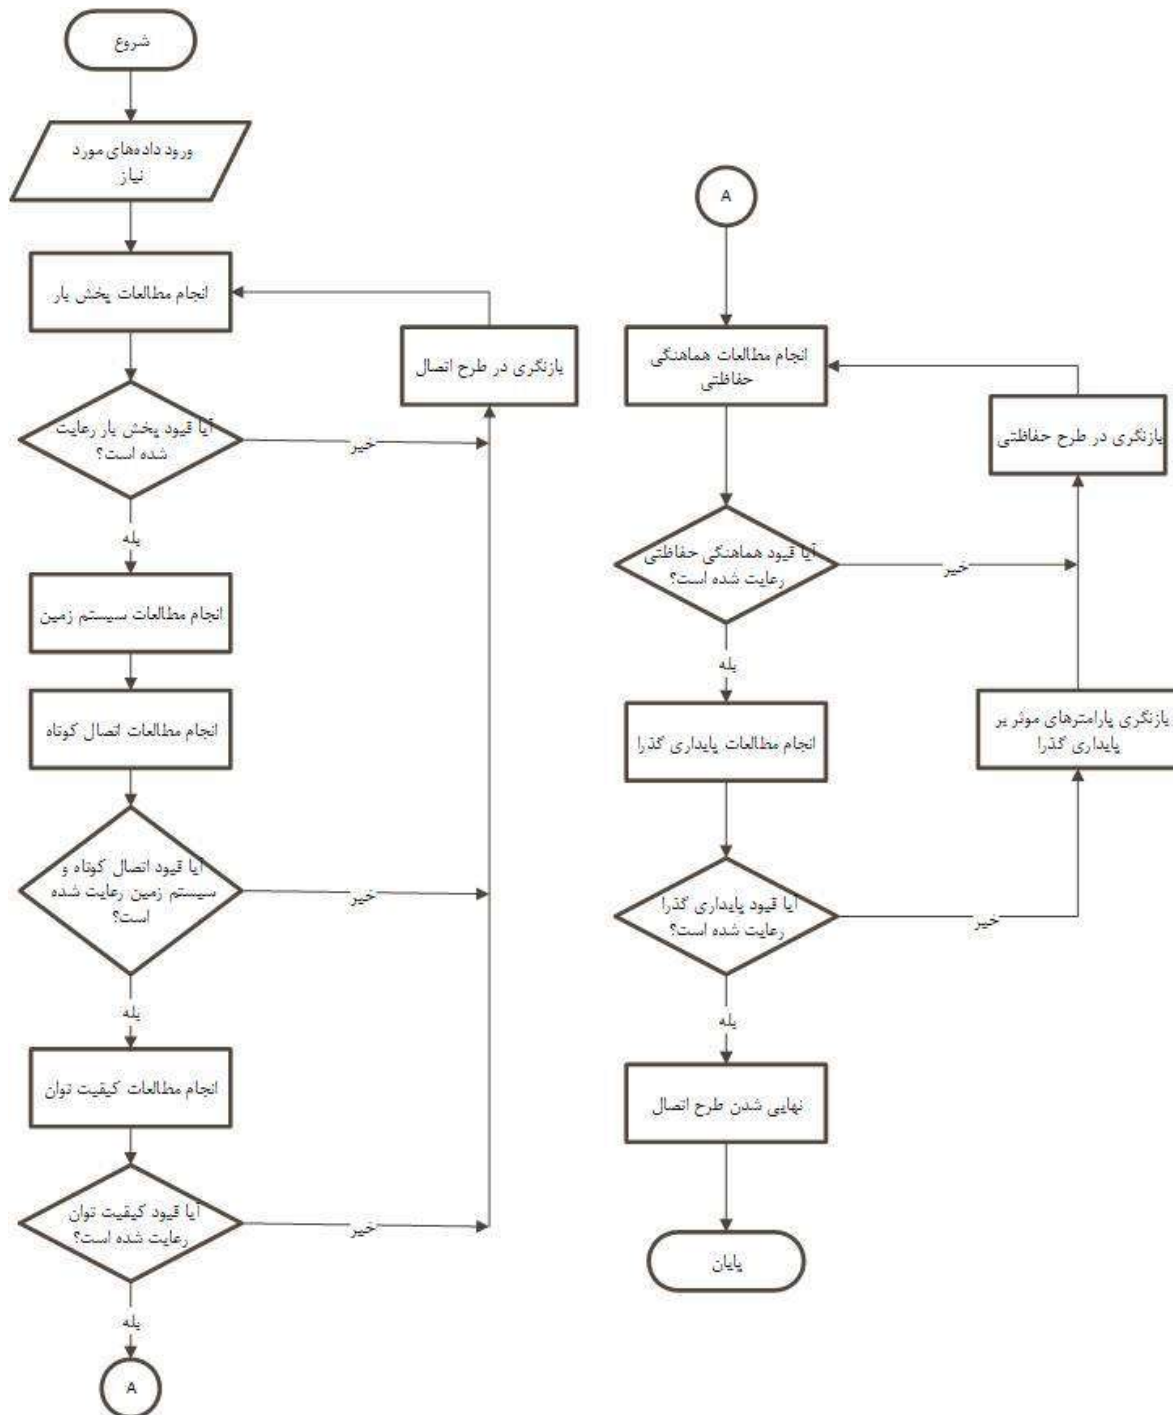 شروع
ورود داده‌های مورد
نیاز
انجام مطالعات پخش بار
بازنگری در طرح اتصال
آیا قیود پخش بار رعایت
شده است؟
خیر
بله
انجام مطالعات سیستم زمین
انجام مطالعات اتصال کوتاه
آیا قیود اتصال کوتاه و
سیستم زمین رعایت شده
است؟
خیر
بله
انجام مطالعات کیفیت توان
آیا قیود کیفیت توان
رعایت شده است؟
خیر
بله
A
A
انجام مطالعات هماهنگی
حفاظتی
بازنگری در طرح حفاظتی
آیا قیود هماهنگی حفاظتی
رعایت شده است؟
خیر
بله
انجام مطالعات پایداری گذرا
بازنگری پارامترهای موثر بر
پایداری گذرا
آیا قیود پایداری گذرا
رعایت شده است؟
خیر
بله
نهایی شدن طرح اتصال
پایان